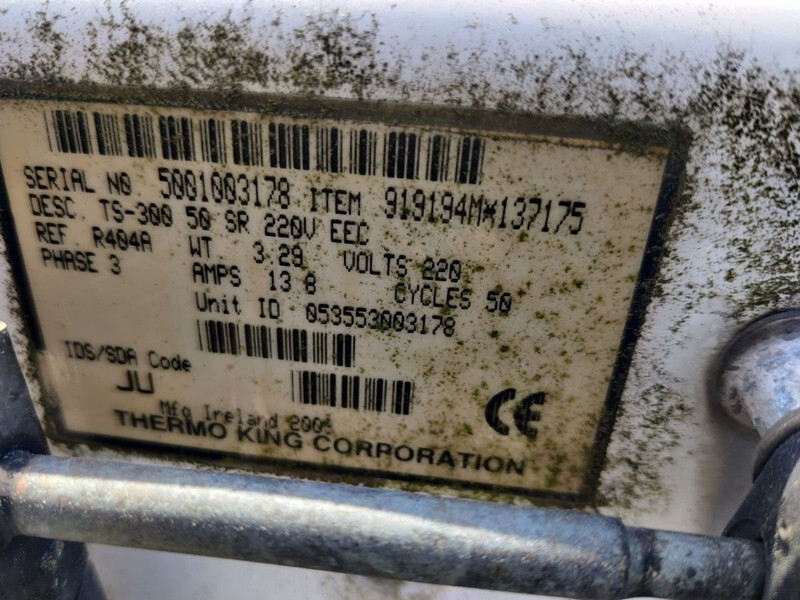 SERIAL NO 5001003178 ITEM 919194M*137175
DESC. TS-300 50 SR 220V EEC
REF. R404A WT 3.29 VOLTS 220
PHASE 3 AMPS 13 8 CYCLES 50
Unit ID 053553003178
IDS/SDA Code
JU
Mfg Ireland
THERMO KING CORPORATION
CE